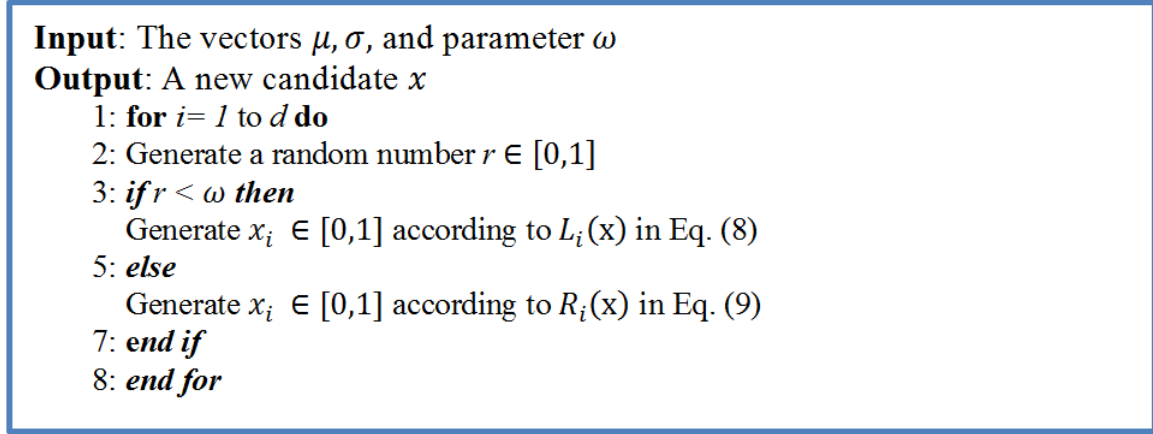 Input: The vectors μ, σ, and parameter ω
Output: A new candidate x
1: for i= 1 to d do
2: Generate a random number r ∈ [0,1]
3: if r < ω then
Generate xᵢ ∈ [0,1] according to Lᵢ(x) in Eq. (8)
5: else
Generate xᵢ ∈ [0,1] according to Rᵢ(x) in Eq. (9)
7: end if
8: end for